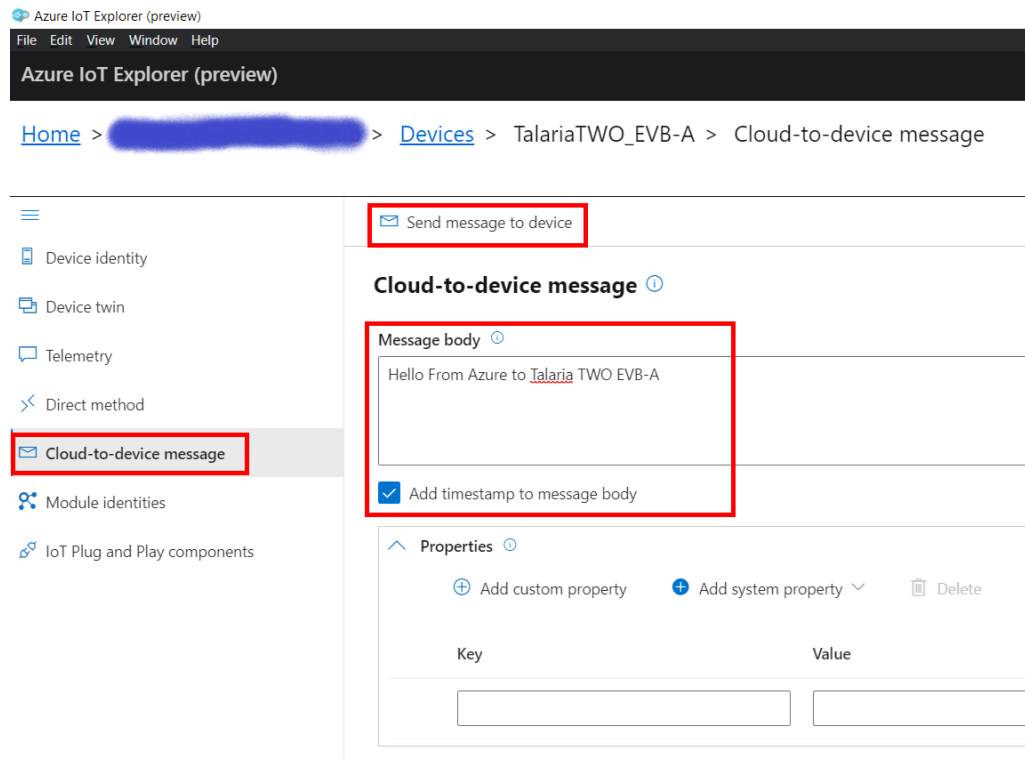 Azure IoT Explorer (preview)
File Edit View Window Help
Azure IoT Explorer (preview)
Home > > Devices > TalariaTWO_EVB-A > Cloud-to-device message
Send message to device
Device identity
Device twin
Telemetry
Direct method
Cloud-to-device message
Module identities
IoT Plug and Play components
Cloud-to-device message
Message body
Hello From Azure to Talaria TWO EVB-A
Add timestamp to message body
Properties
Add custom property Add system property Delete
Key Value